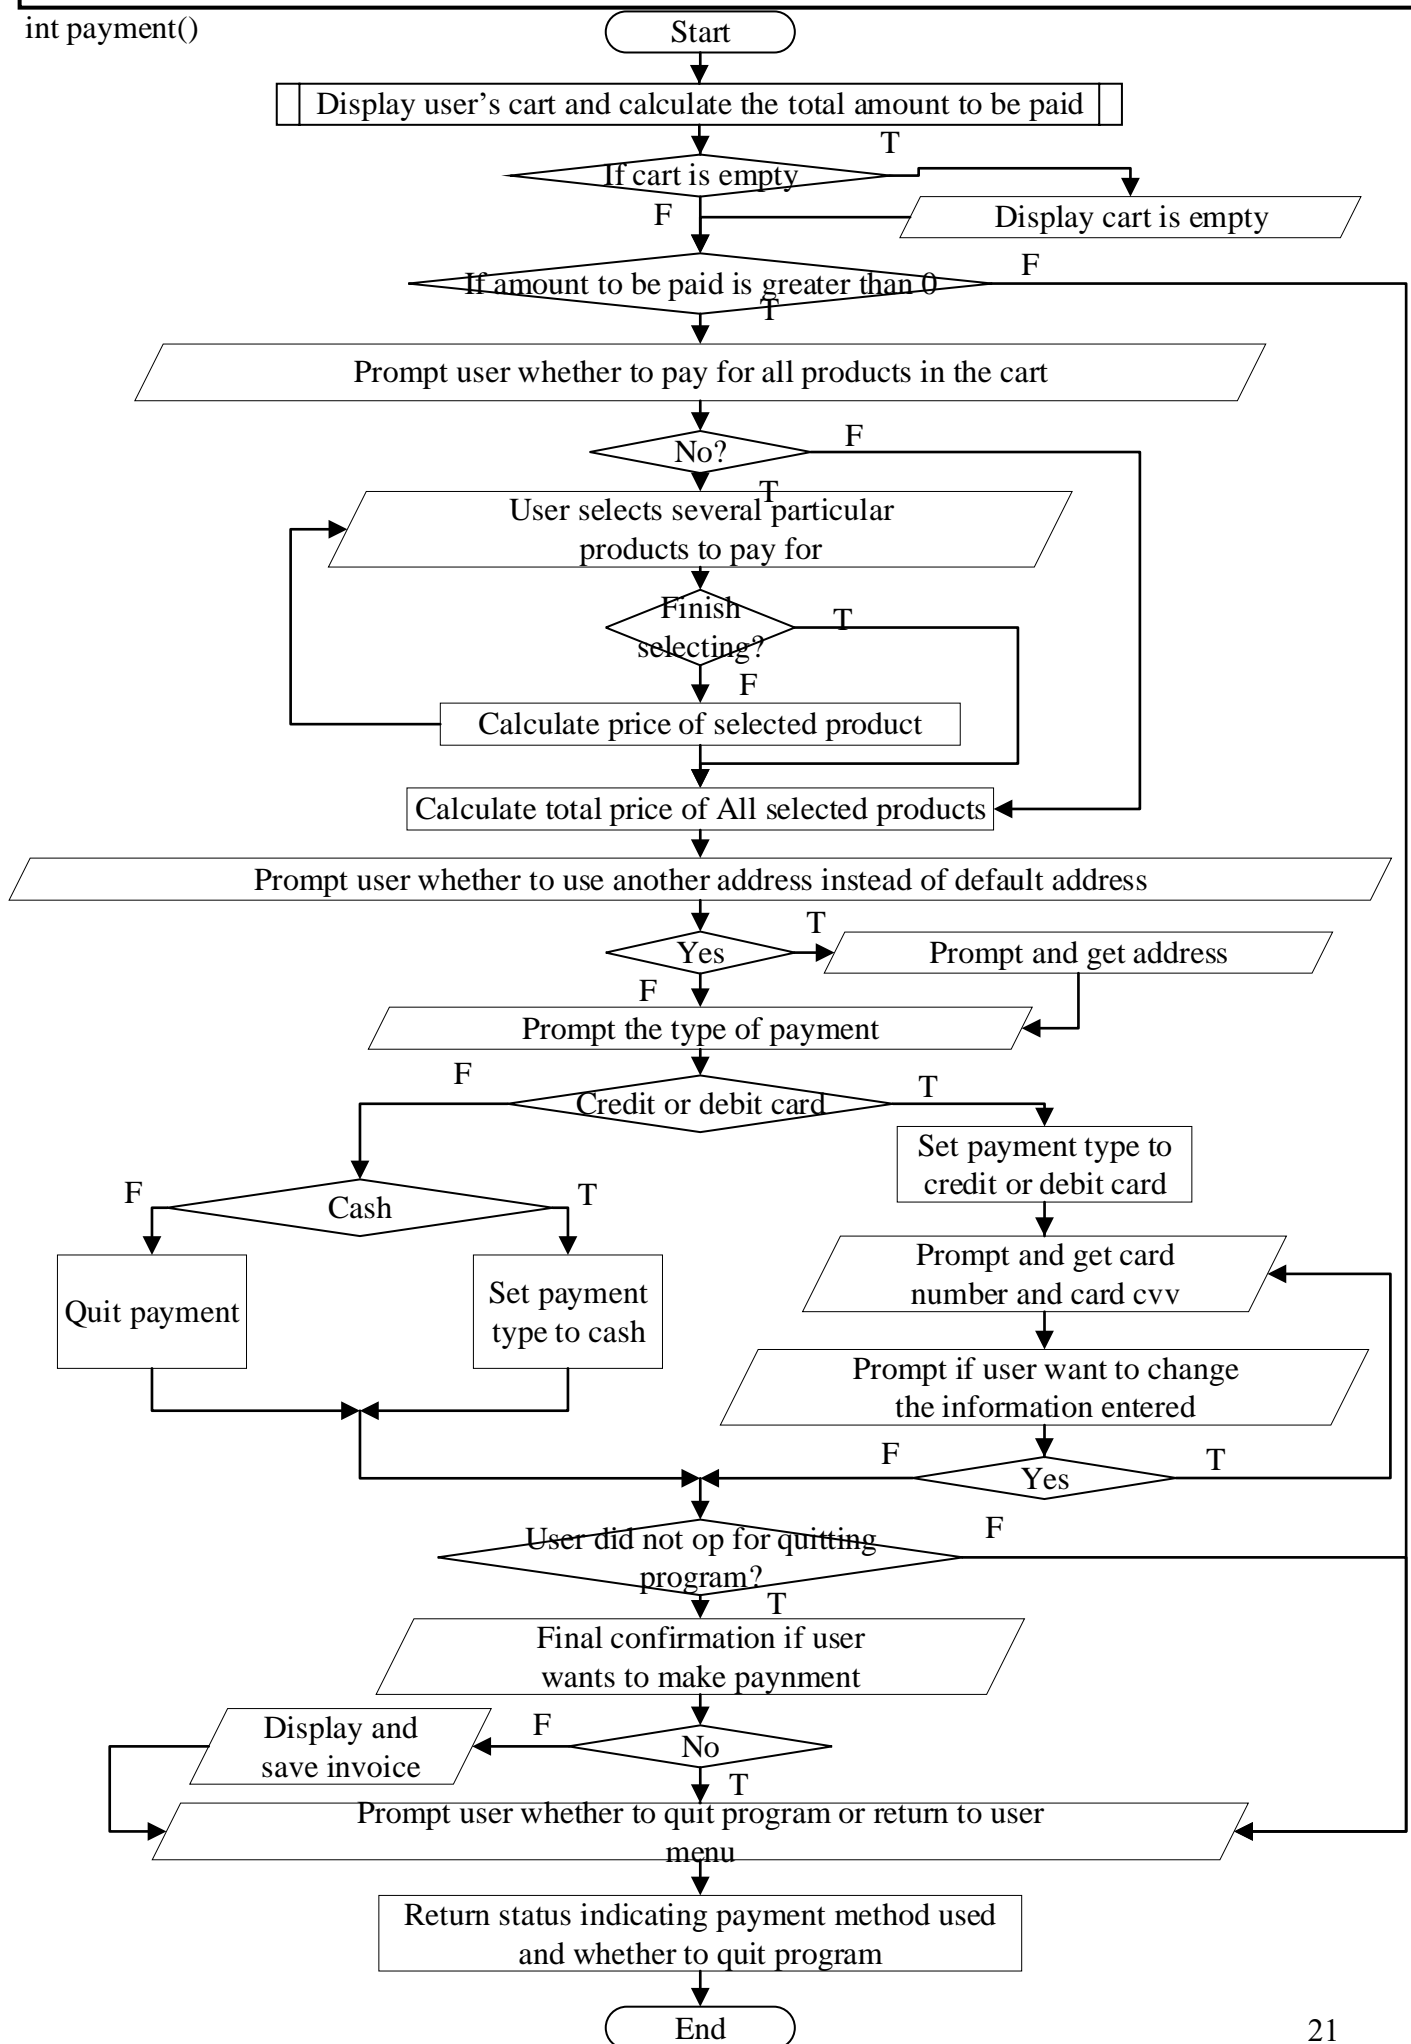 int payment()
Start
Display user’s cart and calculate the total amount to be paid
T
If cart is empty
F
Display cart is empty
F
If amount to be paid is greater than 0
T
Prompt user whether to pay for all products in the cart
F
No?
T
User selects several particular
products to pay for
Finish
selecting?
T
F
Calculate price of selected product
Calculate total price of All selected products
Prompt user whether to use another address instead of default address
T
Yes
Prompt and get address
F
Prompt the type of payment
F
T
Credit or debit card
Set payment type to
credit or debit card
F
T
Cash
Prompt and get card
number and card cvv
Quit payment
Set payment
type to cash
Prompt if user want to change
the information entered
F
T
Yes
User did not op for quitting
program?
F
T
Final confirmation if user
wants to make paynment
Display and
save invoice
F
No
T
Prompt user whether to quit program or return to user
menu
Return status indicating payment method used
and whether to quit program
End
21